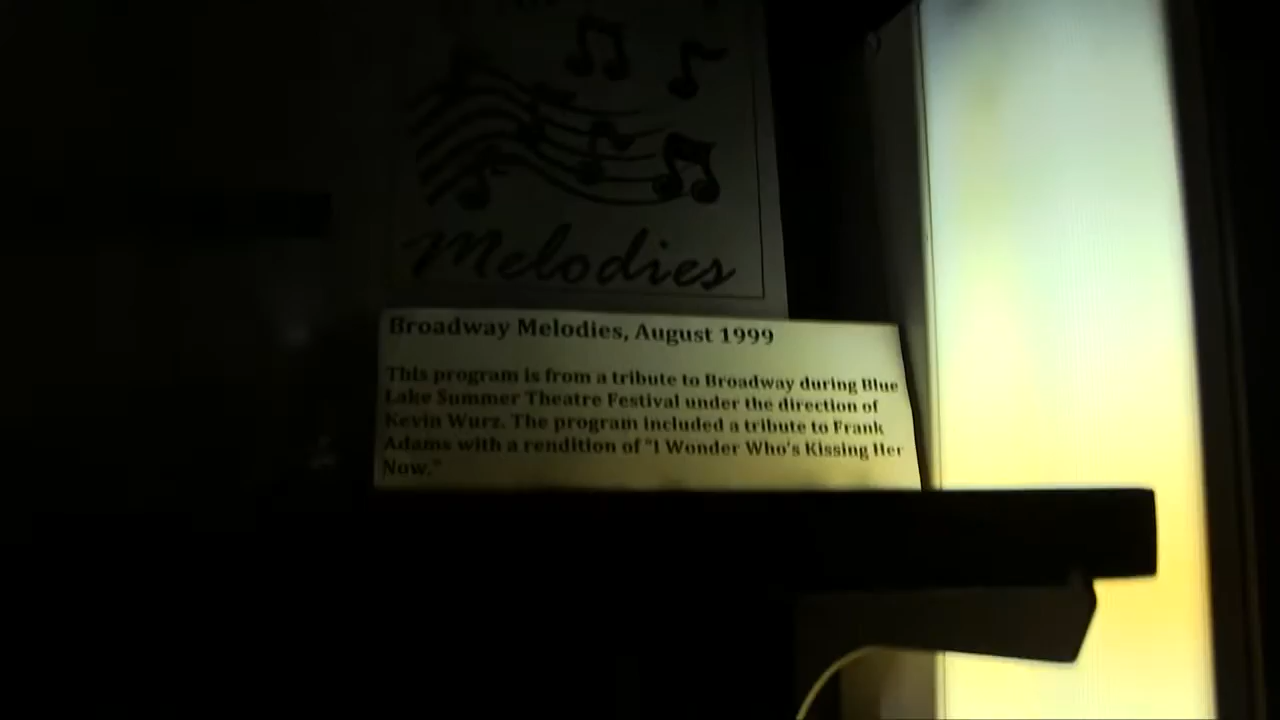 Melodies
Broadway Melodies, August 1999
This program is from a tribute to Broadway during Blue
Lake Summer Theatre Festival under the direction of
Kevin Wurz. The program included a tribute to Frank
Adams with a rendition of "I Wonder Who's Kissing Her
Now."